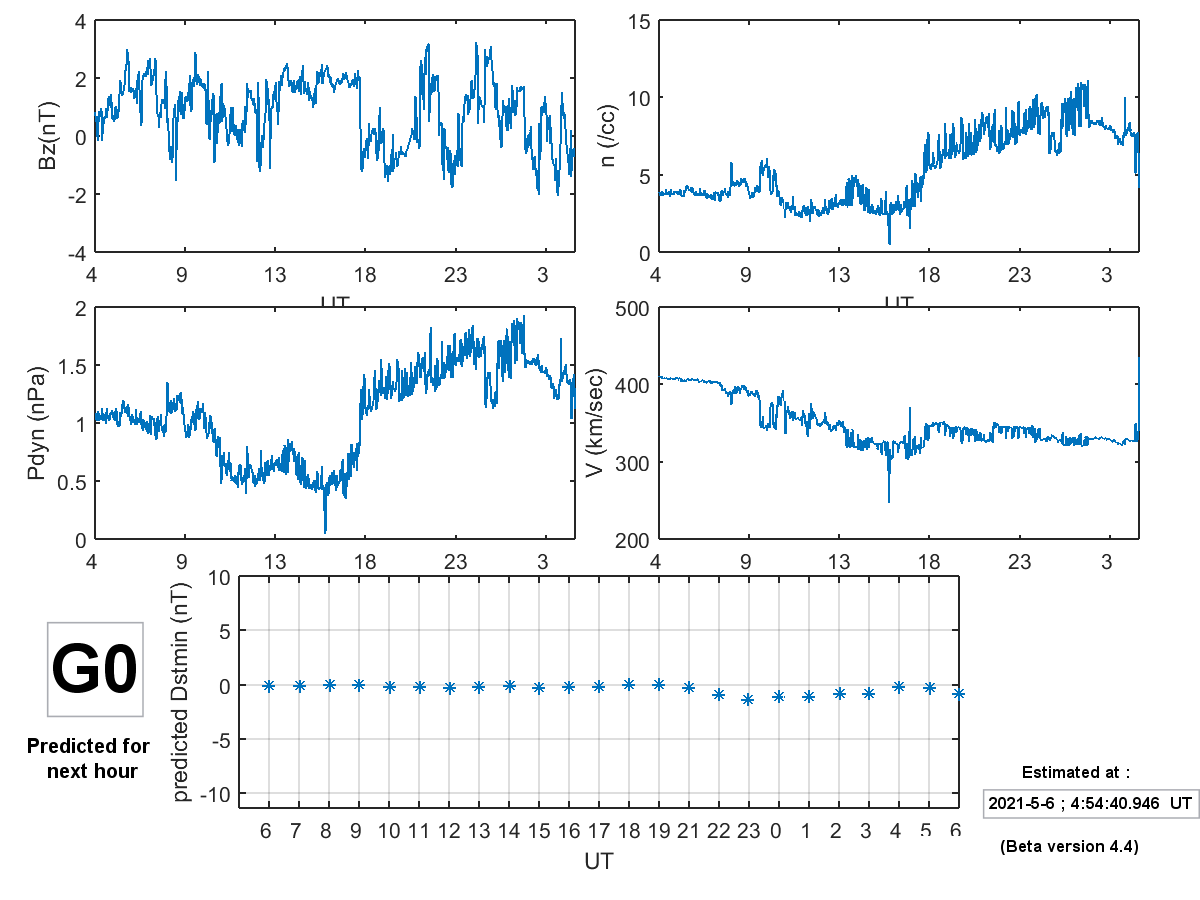 4
2
0
-2
-4
Bz(nT)
4 9 13 18 23 3
UT
15
10
5
0
n (/cc)
4 9 13 18 23 3
UT
2
1.5
1
0.5
0
Pdyn (nPa)
4 9 13 18 23 3
500
400
300
200
V (km/sec)
4 9 13 18 23 3
10
5
0
-5
-10
predicted Dstmin (nT)
6 7 8 9 10 11 12 13 14 15 16 17 18 19 21 22 23 0 1 2 3 4 5 6
UT
G0
Predicted for
next hour
Estimated at :
2021-5-6 ; 4:54:40.946 UT
(Beta version 4.4)